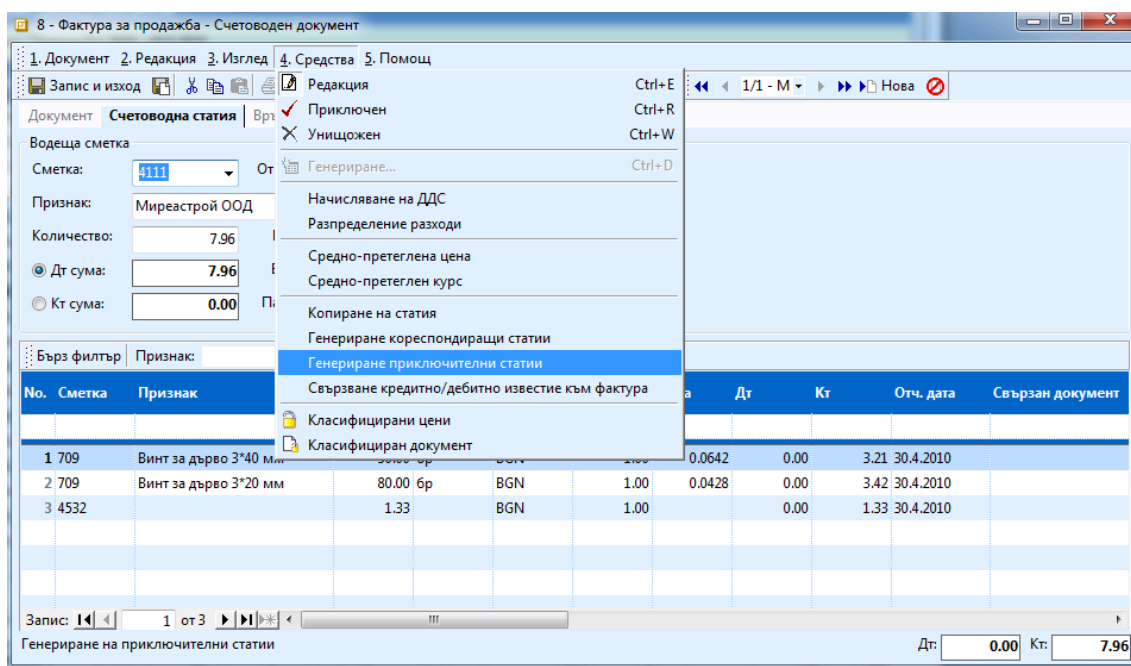 8 - Фактура за продажба - Счетоводен документ
1. Документ 2. Редакция 3. Изглед 4. Средства 5. Помощ
Запис и изход 1/1 - М Нова
Документ Счетоводна статия
Редакция Ctrl+E
Приключен Ctrl+R
Унищожен Ctrl+W
Генериране... Ctrl+D
Начисляване на ДДС
Разпределение разходи
Средно-претеглена цена
Средно-претеглен курс
Копиране на статия
Генериране кореспондиращи статии
Генериране приключителни статии
Свързване кредитно/дебитно известие към фактура
Класифицирани цени
Класифициран документ
Водеща сметка
Сметка: 4111
Признак: Миреастрой ООД
Количество: 7.96
Дт сума: 7.96
Кт сума: 0.00
Бърз филтър Признак:
No. Сметка Признак Дт Кт Отч. дата Свързан документ
1 709 Винт за дърво 3*40 мм 0.0642 0.00 3.21 30.4.2010
2 709 Винт за дърво 3*20 мм 80.00 бр BGN 1.00 0.0428 0.00 3.42 30.4.2010
3 4532 1.33 BGN 1.00 0.00 1.33 30.4.2010
Запис: 1 от 3
Генериране на приключителни статии Дт: 0.00 Кт: 7.96